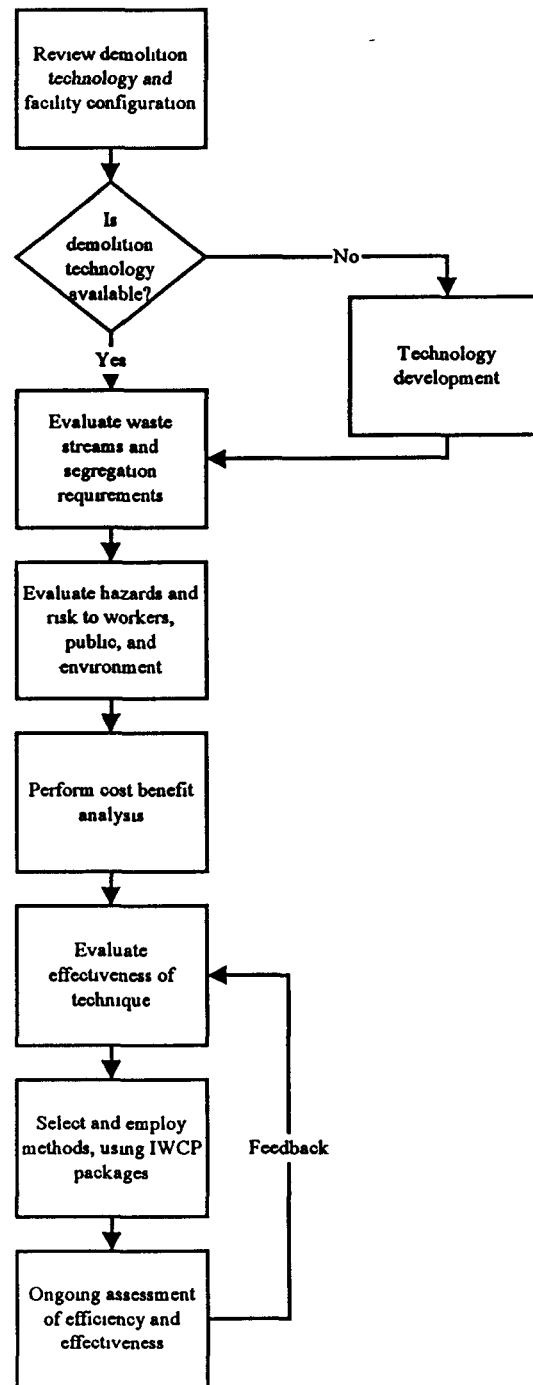 Review demolition
technology and
facility configuration
Is
demolition
technology
available?
No
Technology
development
Yes
Evaluate waste
streams and
segregation
requirements
Evaluate hazards and
risk to workers,
public, and
environment
Perform cost benefit
analysis
Evaluate
effectiveness of
technique
Select and employ
methods, using IWCP
packages
Feedback
Ongoing assessment
of efficiency and
effectiveness